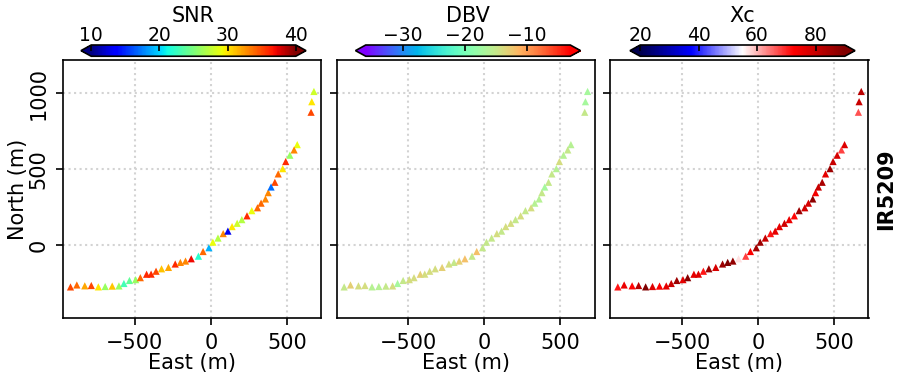 SNR DBV Xc
10 20 30 40 −30 −20 −10 20 40 60 80
1000
500
0
North (m)
IR5209
−500 0 500 −500 0 500 −500 0 500
East (m) East (m) East (m)